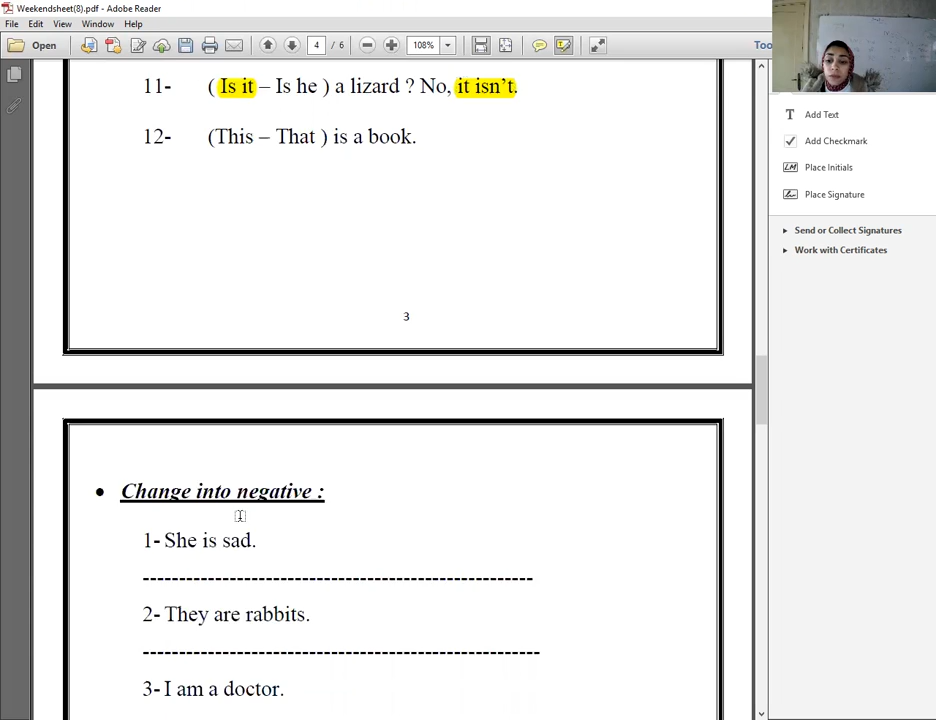 Weekendsheet(8).pdf - Adobe Reader
File Edit View Window Help
Open 4 / 6 108% Too
11- ( Is it – Is he ) a lizard ? No, it isn't.
12- (This – That ) is a book.
3
Add Text
Add Checkmark
Place Initials
Place Signature
Send or Collect Signatures
Work with Certificates
Change into negative :
1- She is sad.
------------------------------------------------------
2- They are rabbits.
-------------------------------------------------------
3- I am a doctor.